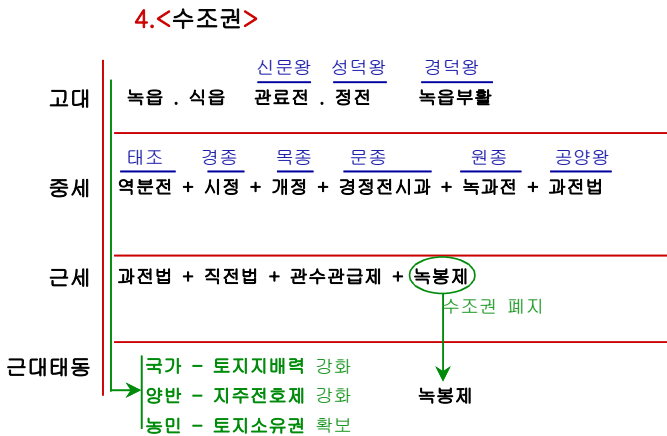 4.<수조권>
신문왕 성덕왕 경덕왕
고대 녹읍 . 식읍 관료전 . 정전 녹읍부활
태조 경종 목종 문종 원종 공양왕
중세 역분전 + 시정 + 개정 + 경정전시과 + 녹과전 + 과전법
근세 과전법 + 직전법 + 관수관급제 + 녹봉제
수조권 폐지
근대태동 국가 - 토지지배력 강화
양반 - 지주전호제 강화 녹봉제
농민 - 토지소유권 확보